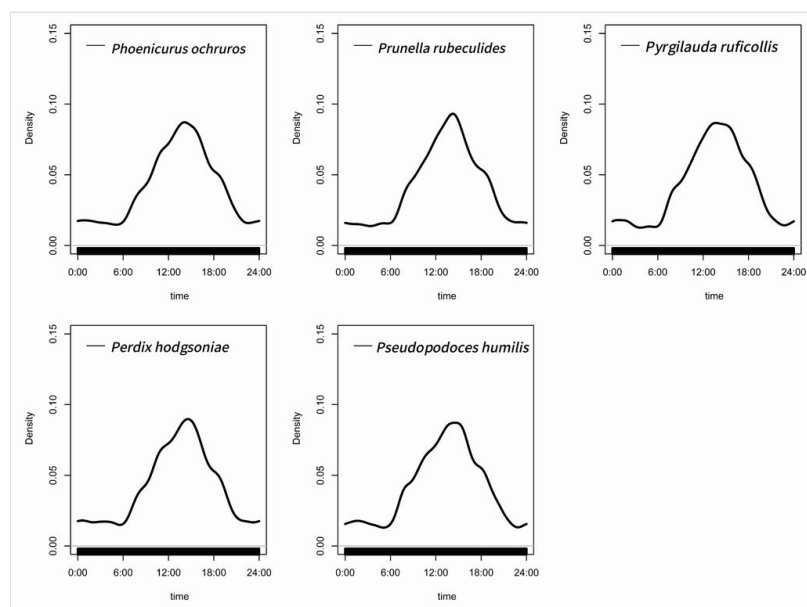 Phoenicurus ochruros
Density
0.15
0.10
0.05
0.00
0:00 6:00 12:00 18:00 24:00
time
Prunella rubeculides
Density
0.15
0.10
0.05
0.00
0:00 6:00 12:00 18:00 24:00
time
Pyrgilauda ruficollis
Density
0.15
0.10
0.05
0.00
0:00 6:00 12:00 18:00 24:00
time
Perdix hodgsoniae
Density
0.15
0.10
0.05
0.00
0:00 6:00 12:00 18:00 24:00
time
Pseudopodoces humilis
Density
0.15
0.10
0.05
0.00
0:00 6:00 12:00 18:00 24:00
time